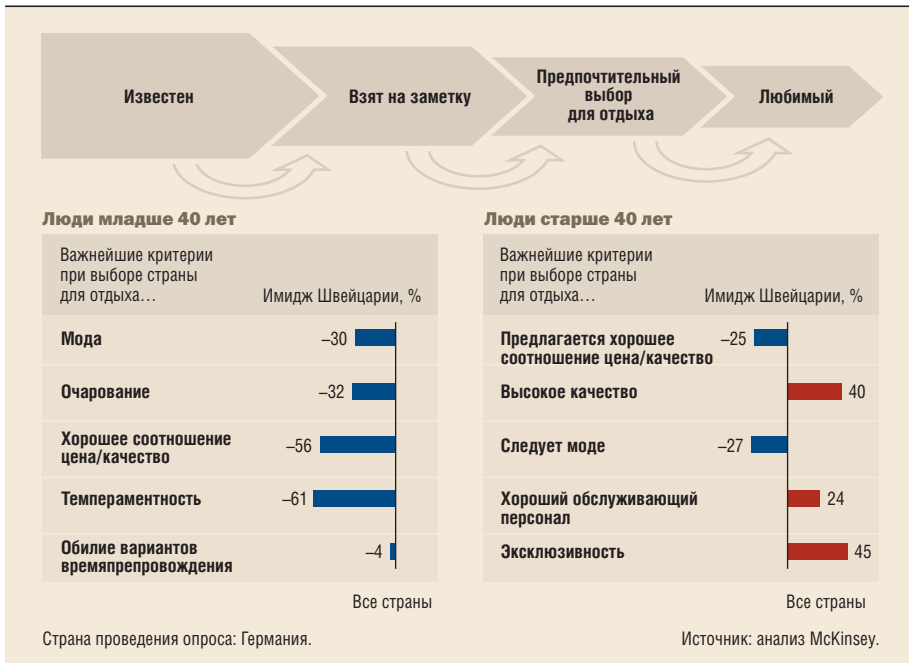 Известен
Взят на заметку
Предпочтительный
выбор
для отдыха
Любимый
Люди младше 40 лет
Важнейшие критерии
при выборе страны
для отдыха…
Имидж Швейцарии, %
Мода
–30
Очарование
–32
Хорошее соотношение
цена/качество
–56
Темпераментность
–61
Обилие вариантов
времяпрепровождения
–4
Все страны
Люди старше 40 лет
Важнейшие критерии
при выборе страны
для отдыха…
Имидж Швейцарии, %
Предлагается хорошее
соотношение цена/качество
–25
Высокое качество
40
Следует моде
–27
Хороший обслуживающий
персонал
24
Эксклюзивность
45
Все страны
Страна проведения опроса: Германия.
Источник: анализ McKinsey.